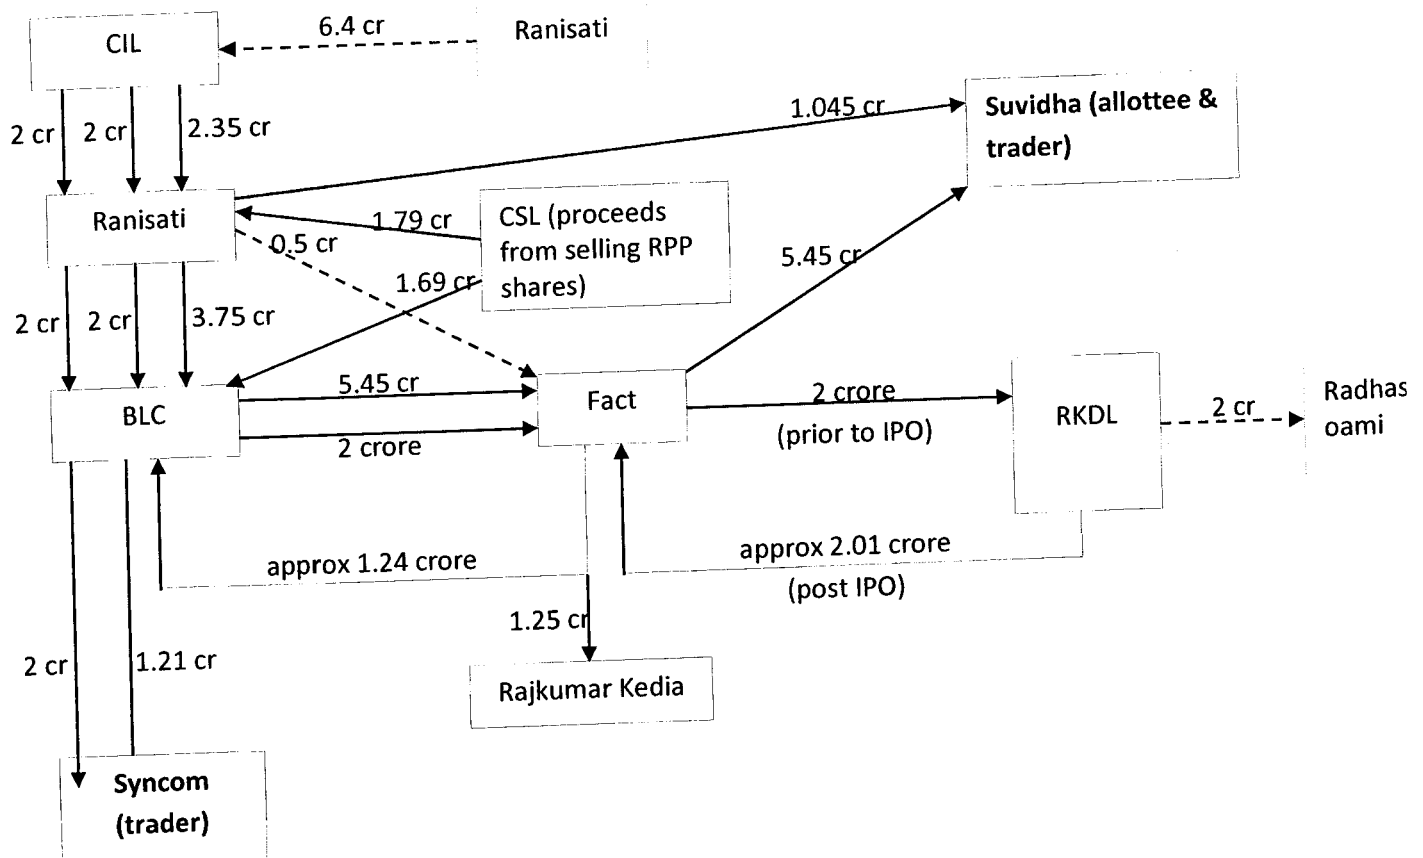 CIL
6.4 cr
Ranisati
2 cr
2 cr
2.35 cr
1.045 cr
Suvidha (allottee &
trader)
Ranisati
1.79 cr
0.5 cr
CSL (proceeds
from selling RPP
shares)
1.69 cr
5.45 cr
2 cr
2 cr
3.75 cr
BLC
5.45 cr
2 crore
Fact
2 crore
(prior to IPO)
RKDL
2 cr
Radhas
oami
approx 1.24 crore
approx 2.01 crore
(post IPO)
1.25 cr
2 cr
1.21 cr
Rajkumar Kedia
Syncom
(trader)